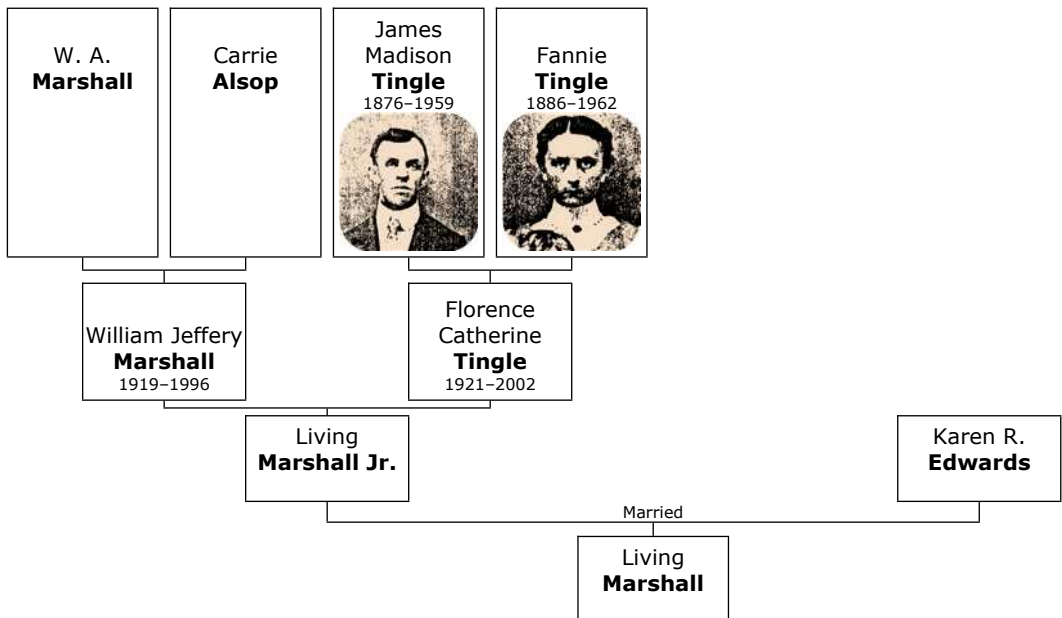 W. A.
Marshall
Carrie
Alsop
James
Madison
Tingle
1876–1959
Fannie
Tingle
1886–1962
William Jeffery
Marshall
1919–1996
Florence
Catherine
Tingle
1921–2002
Living
Marshall Jr.
Karen R.
Edwards
Married
Living
Marshall